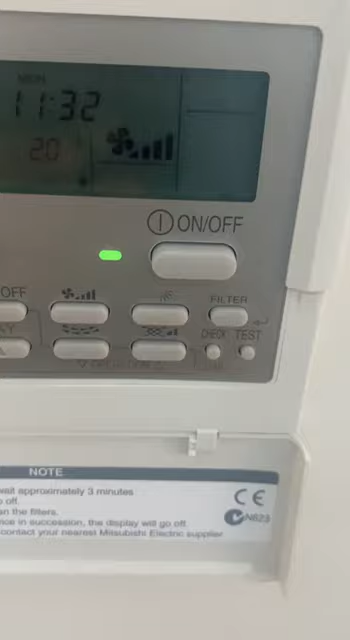 MON
11:32
20
ON/OFF
OFF
FILTER
CHECK TEST
NOTE
wait approximately 3 minutes
off.
an the filters.
nce in succession, the display will go off.
contact your nearest Mitsubishi Electric supplier
CE
N623